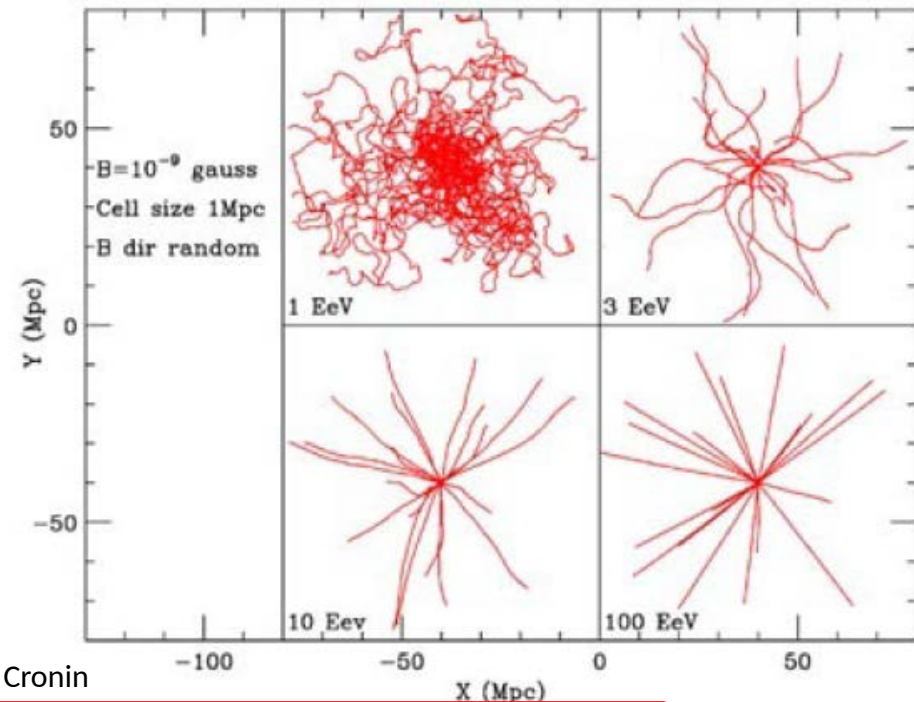 50
B=10⁻⁹ gauss
Cell size 1Mpc
B dir random
1 EeV
3 EeV
Y (Mpc)
0
-50
10 Eev
100 EeV
-100
-50
0
50
X (Mpc)
Cronin